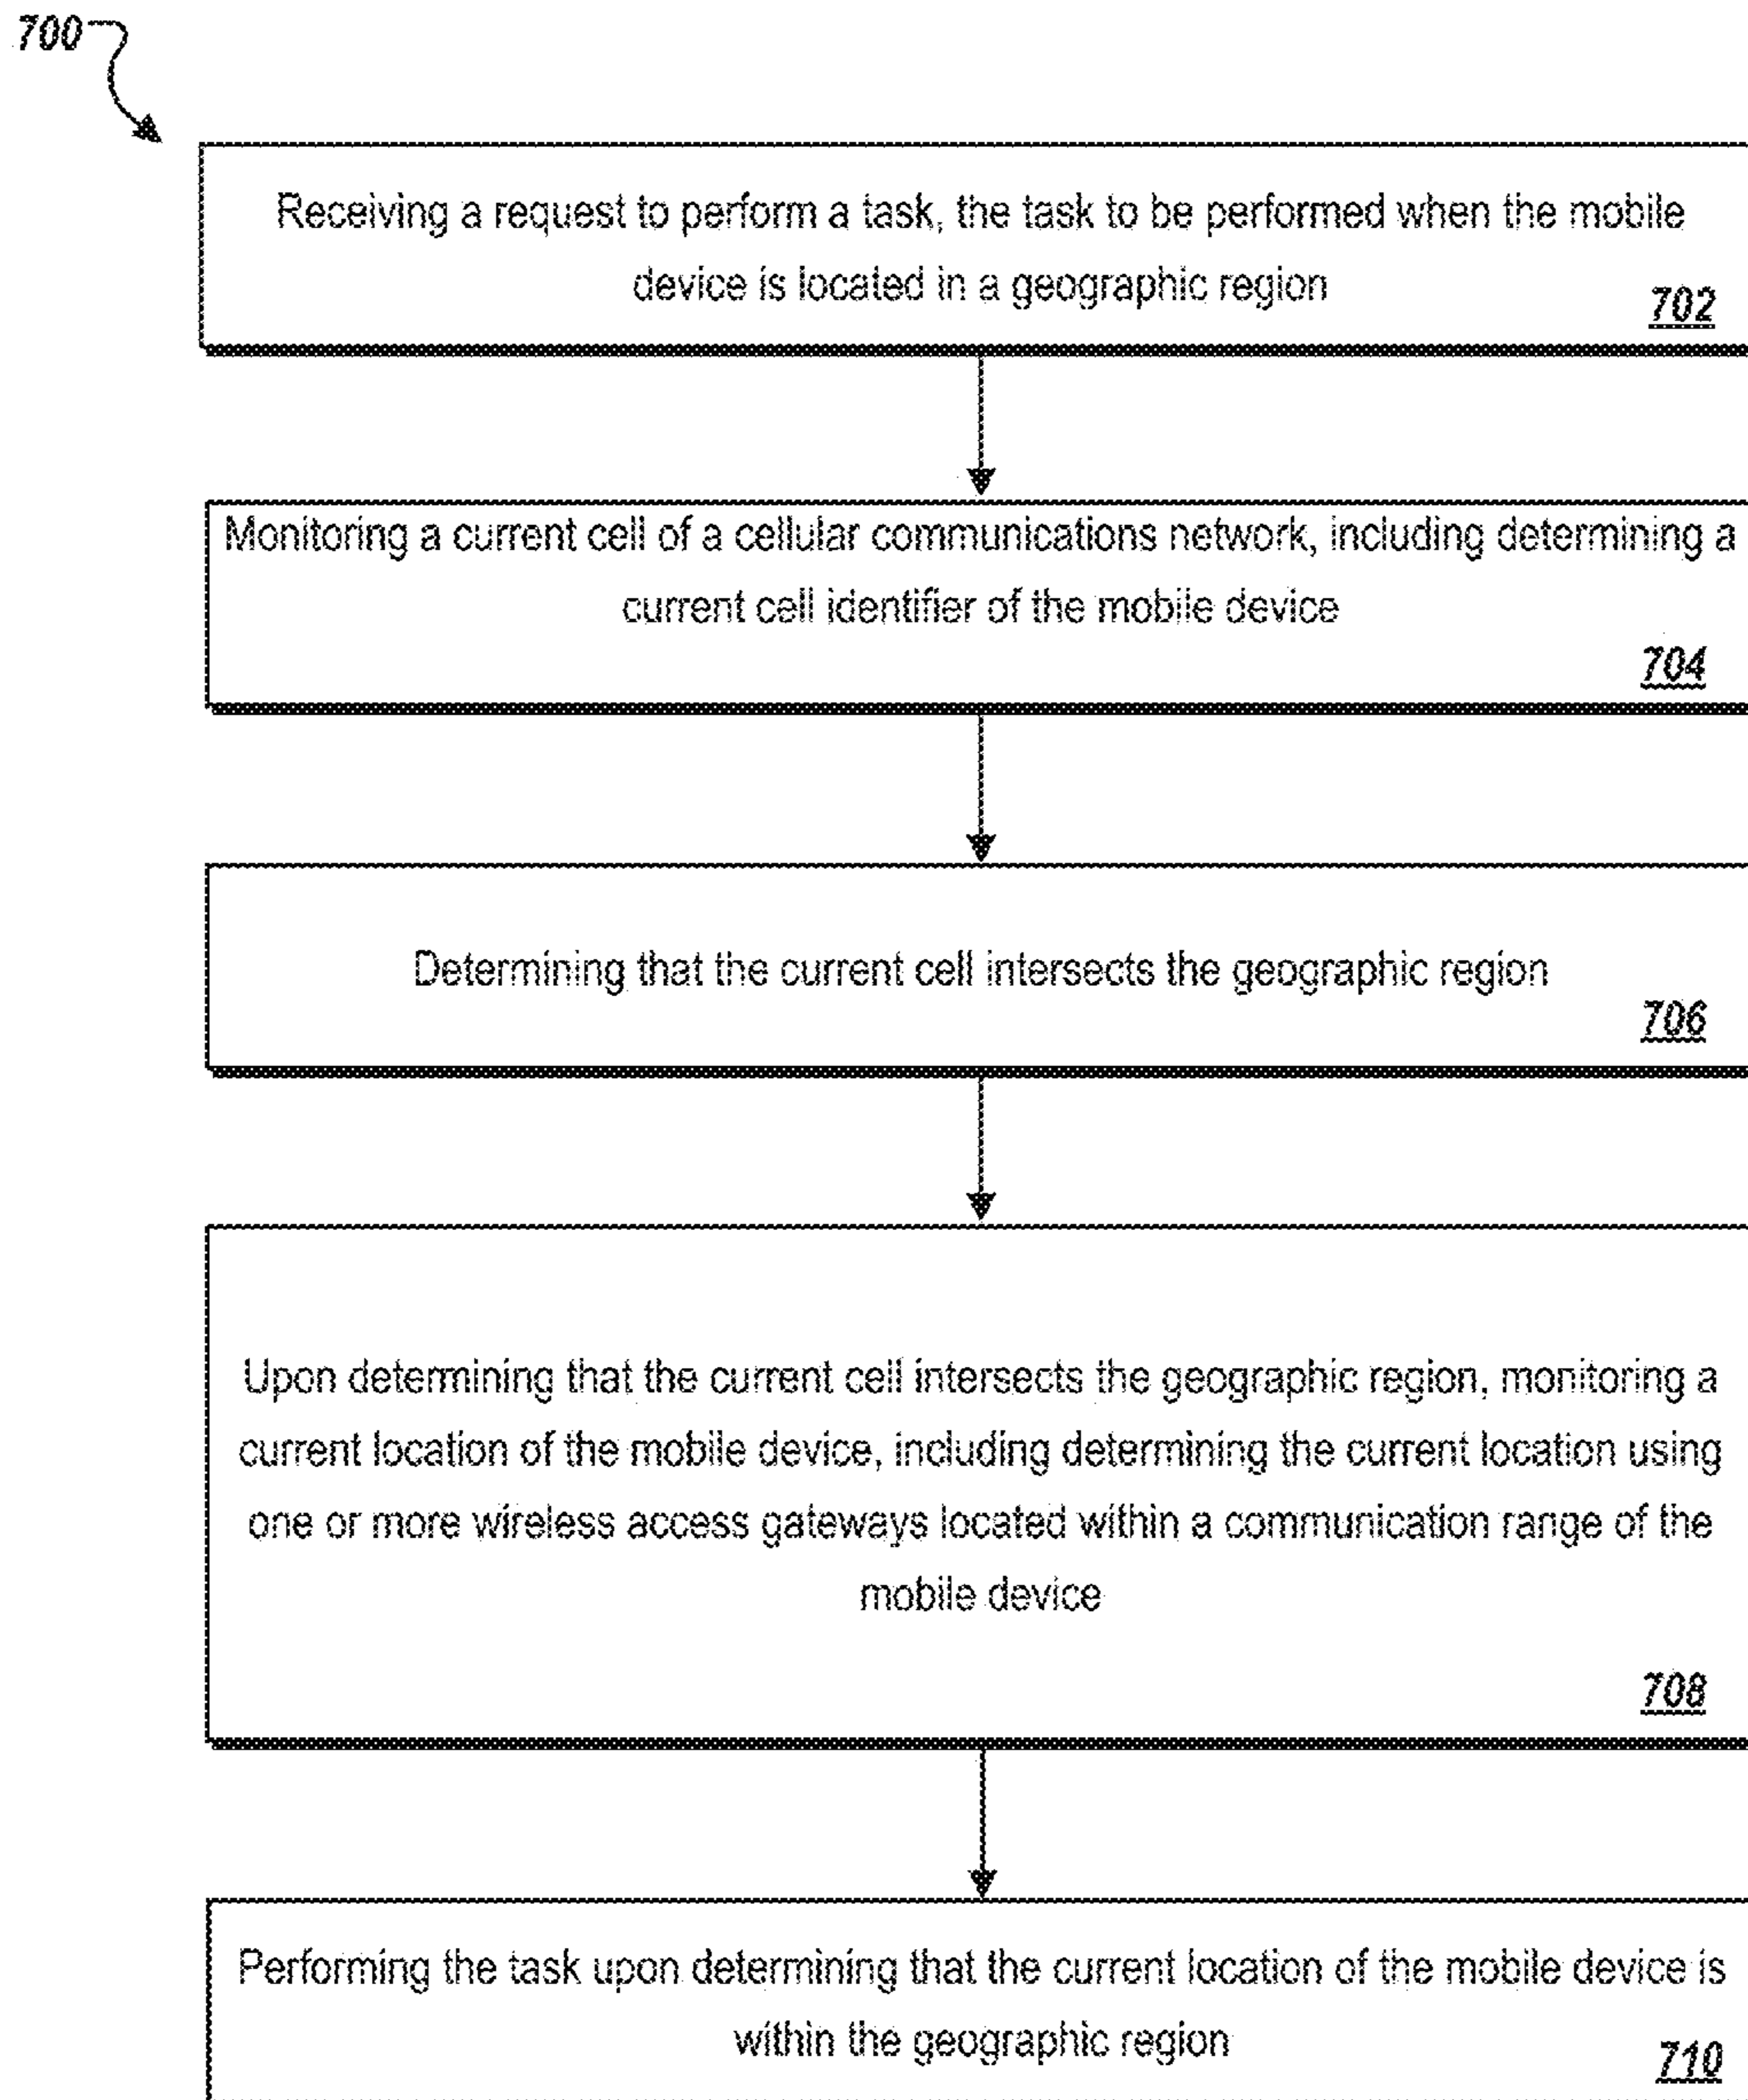 700
Receiving a request to perform a task, the task to be performed when the mobile
device is located in a geographic region
702
Monitoring a current cell of a cellular communications network, including determining a
current cell identifier of the mobile device
704
Determining that the current cell intersects the geographic region
706
Upon determining that the current cell intersects the geographic region, monitoring a
current location of the mobile device, including determining the current location using
one or more wireless access gateways located within a communication range of the
mobile device
708
Performing the task upon determining that the current location of the mobile device is
within the geographic region
710